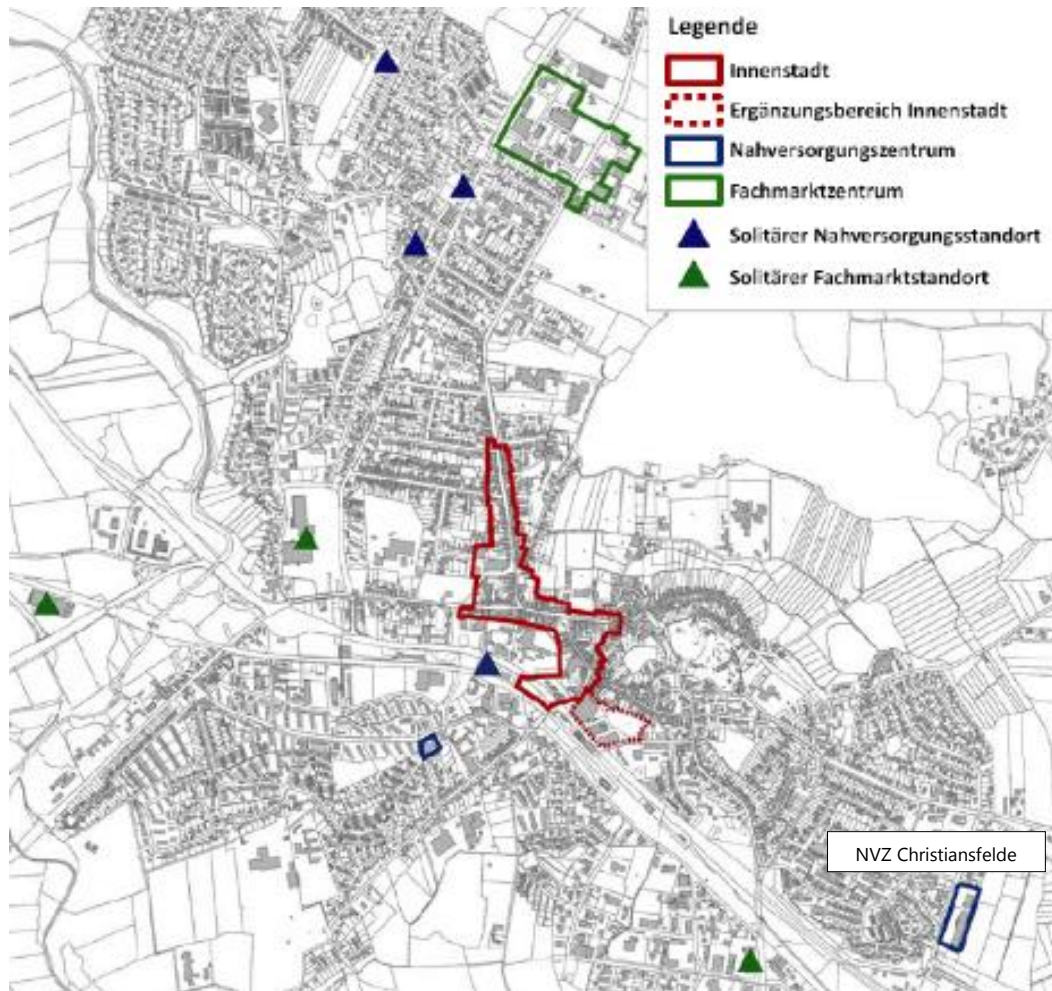 Legende
Innenstadt
Ergänzungsbereich Innenstadt
Nahversorgungszentrum
Fachmarktzentrum
Solitärer Nahversorgungsstandort
Solitärer Fachmarktstandort
NVZ Christiansfelde